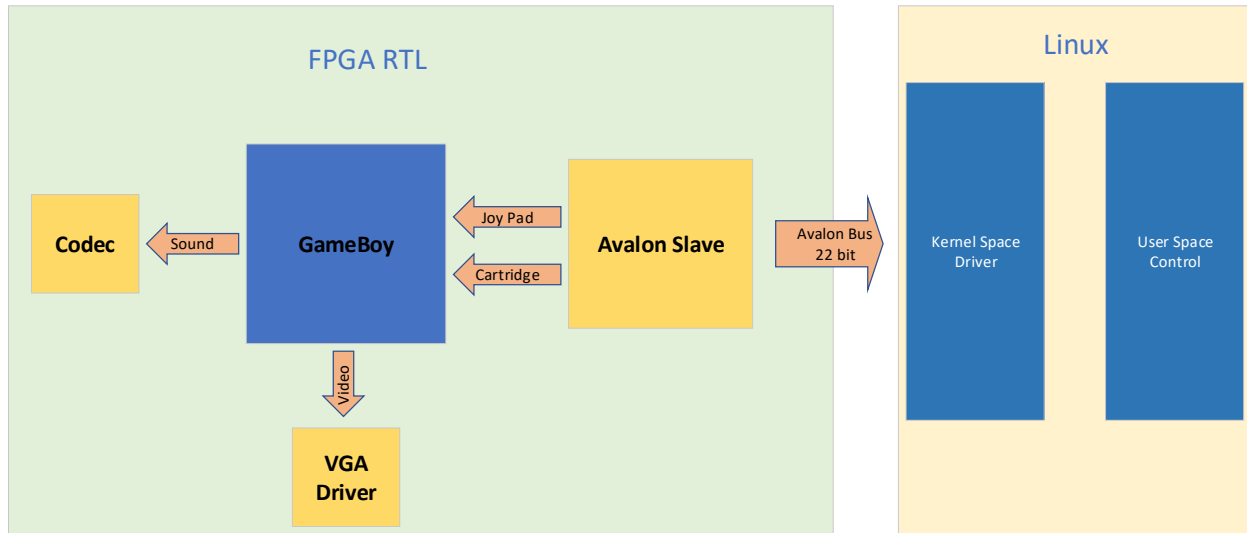 FPGA RTL
Linux
Codec
Sound
GameBoy
Joy Pad
Cartridge
Avalon Slave
Avalon Bus
22 bit
Kernel Space
Driver
User Space
Control
Video
VGA
Driver